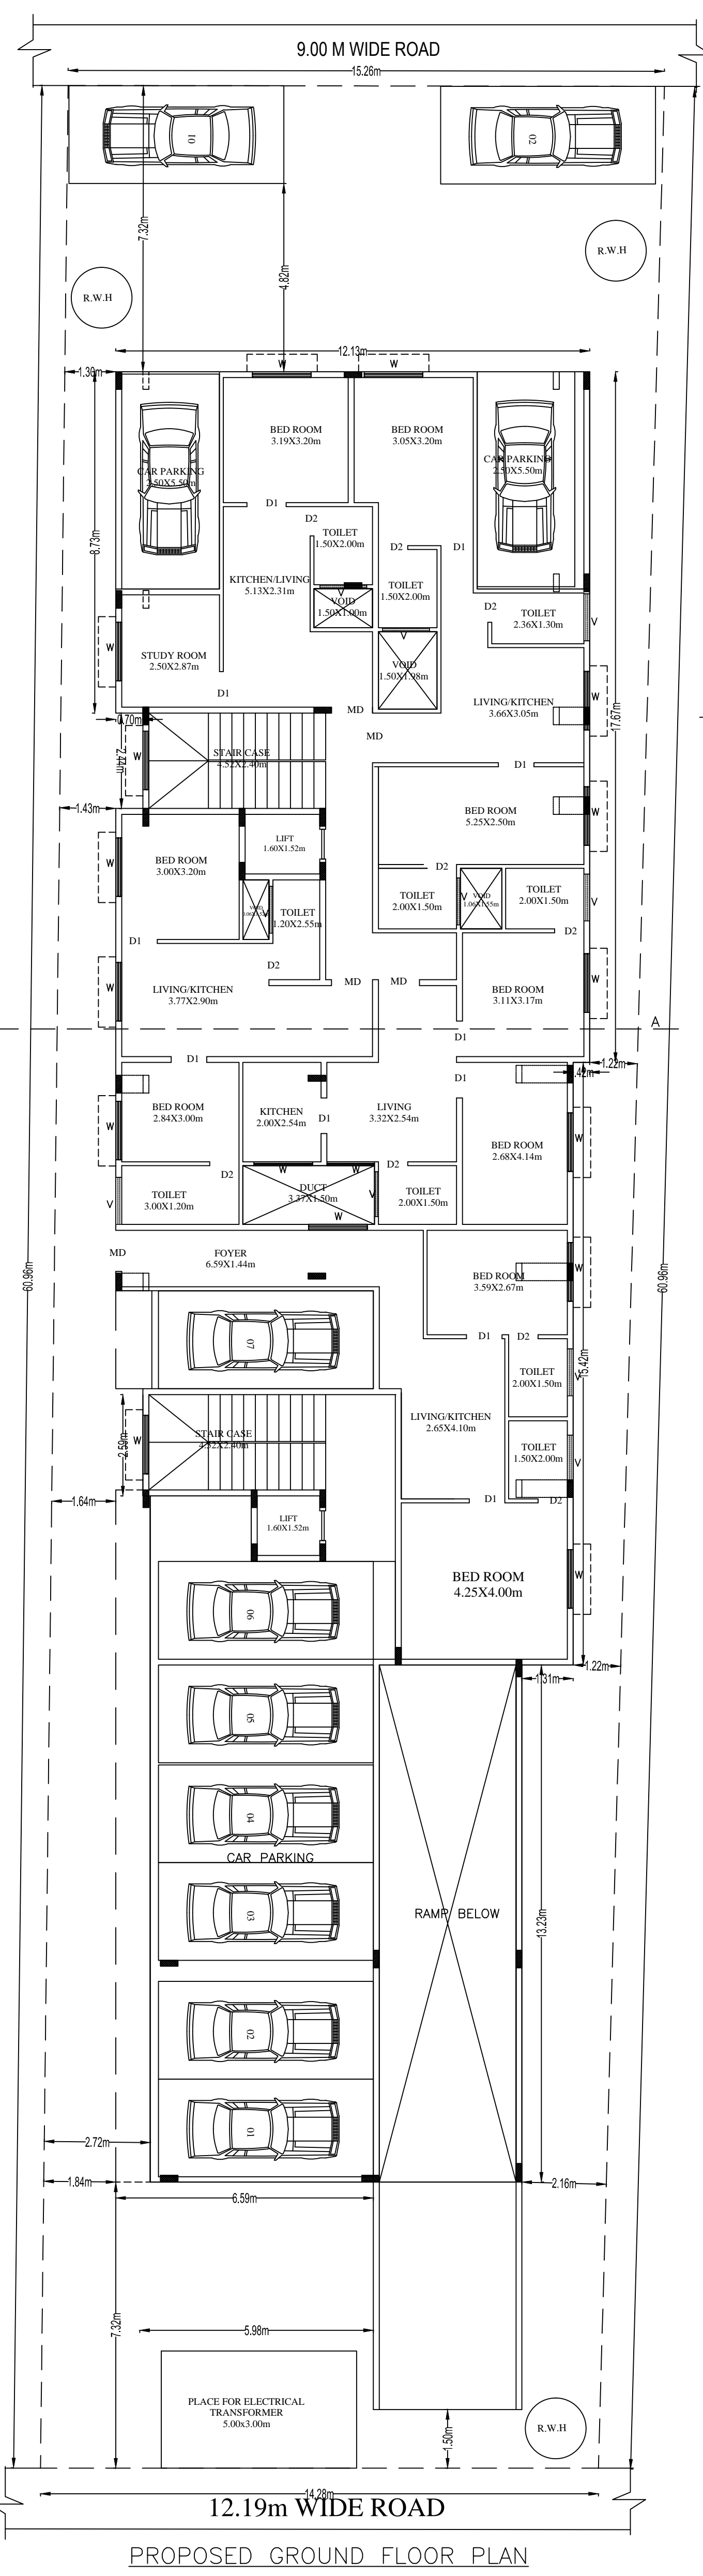 9.00 M WIDE ROAD
15.26m
01
02
7.32m
4.82m
R.W.H
R.W.H
12.13m
1.30m
W
W
BED ROOM
3.19X3.20m
BED ROOM
3.05X3.20m
CAR PARKING
2.50X5.50m
CAR PARKING
2.50X5.50m
8.73m
D1
D2
TOILET
1.50X2.00m
D2
D1
KITCHEN/LIVING
5.13X2.31m
V
VOID
1.50X1.00m
TOILET
1.50X2.00m
D2
TOILET
2.36X1.30m
V
V
W
STUDY ROOM
2.50X2.87m
VOID
1.50X1.98m
D1
W
LIVING/KITCHEN
3.66X3.05m
17.67m
MD
0.70m
MD
W
2.44m
STAIR CASE
4.52X2.40m
D1
1.43m
BED ROOM
5.25X2.50m
W
LIFT
1.60X1.52m
W
BED ROOM
3.00X3.20m
D2
TOILET
2.00X1.50m
V
VOID
1.06X1.55m
TOILET
2.00X1.50m
V
VOID
V
TOILET
1.20X2.55m
D2
D1
D2
MD
MD
W
LIVING/KITCHEN
3.77X2.90m
BED ROOM
3.11X3.17m
W
A
D1
D1
1.22m
.42m
D1
W
BED ROOM
2.84X3.00m
KITCHEN
2.00X2.54m
D1
LIVING
3.32X2.54m
BED ROOM
2.68X4.14m
W
D2
W
W
D2
V
TOILET
3.00X1.20m
DUCT
3.37X1.50m
V
TOILET
2.00X1.50m
W
MD
FOYER
6.59X1.44m
BED ROOM
3.59X2.67m
W
60.96m
60.96m
07
D1
D2
15.42m
TOILET
2.00X1.50m
V
LIVING/KITCHEN
2.65X4.10m
2.59m
W
STAIR CASE
4.52X2.40m
TOILET
1.50X2.00m
V
1.64m
D1
D2
LIFT
1.60X1.52m
BED ROOM
4.25X4.00m
W
06
1.22m
1.31m
05
04
CAR PARKING
03
RAMP BELOW
13.23m
02
01
2.72m
1.84m
2.16m
6.59m
7.32m
5.98m
PLACE FOR ELECTRICAL
TRANSFORMER
5.00x3.00m
1.50m
R.W.H
14.28m
12.19m WIDE ROAD
PROPOSED GROUND FLOOR PLAN